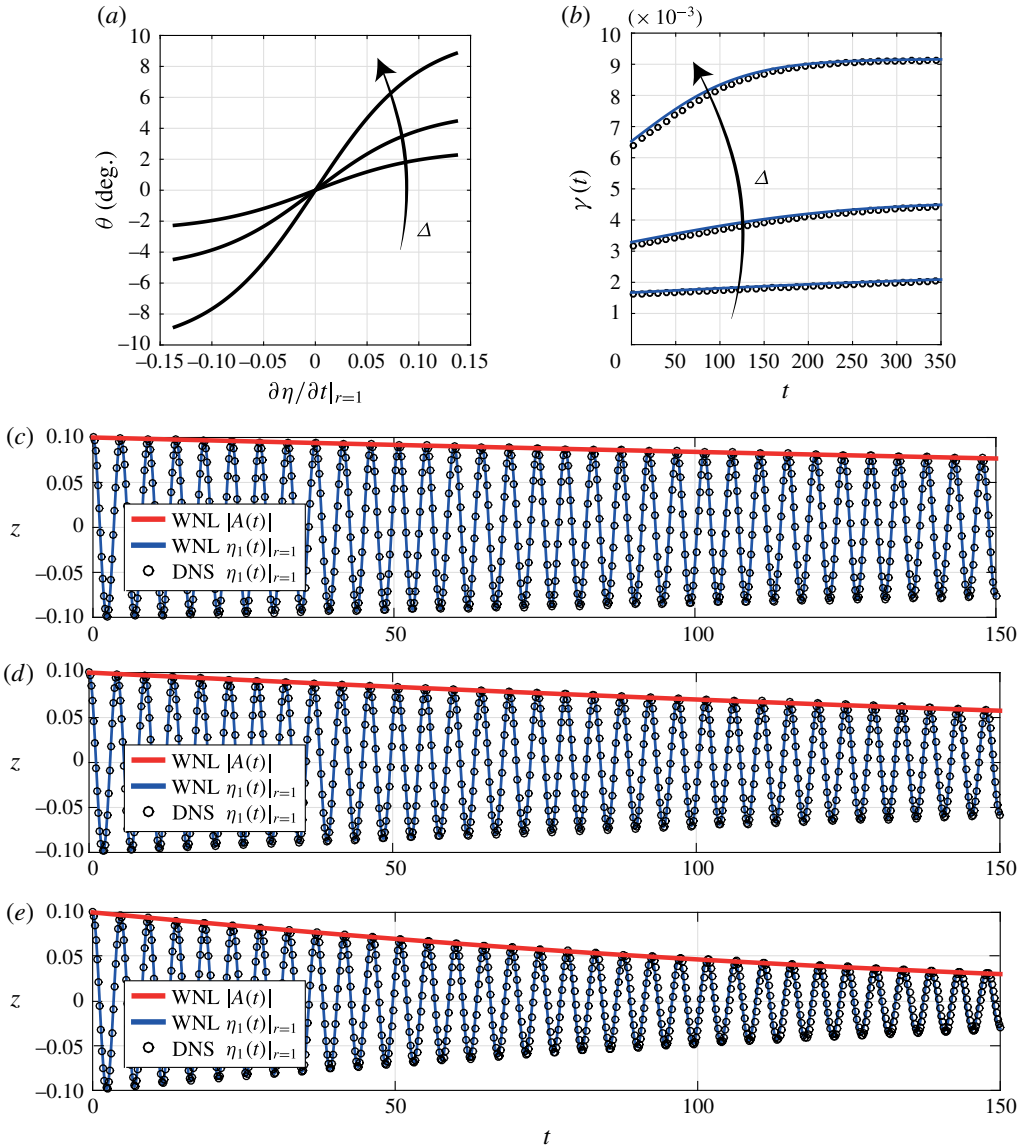 (a)
10
8
6
4
2
0
−2
−4
−6
−8
−10
θ (deg.)
Δ
−0.15 −0.10 −0.05 0 0.05 0.10 0.15
∂η/∂t|r=1
(b)
(× 10−3)
10
9
8
7
6
5
4
3
2
1
γ(t)
Δ
0 50 100 150 200 250 300 350
t
(c)
0.10
0.05
z 0
−0.05
−0.10
WNL |A(t)|
WNL η1(t)|r=1
DNS η1(t)|r=1
0 50 100 150
(d)
0.10
0.05
z 0
−0.05
−0.10
WNL |A(t)|
WNL η1(t)|r=1
DNS η1(t)|r=1
0 50 100 150
(e)
0.10
0.05
z 0
−0.05
−0.10
WNL |A(t)|
WNL η1(t)|r=1
DNS η1(t)|r=1
0 50 100 150
t